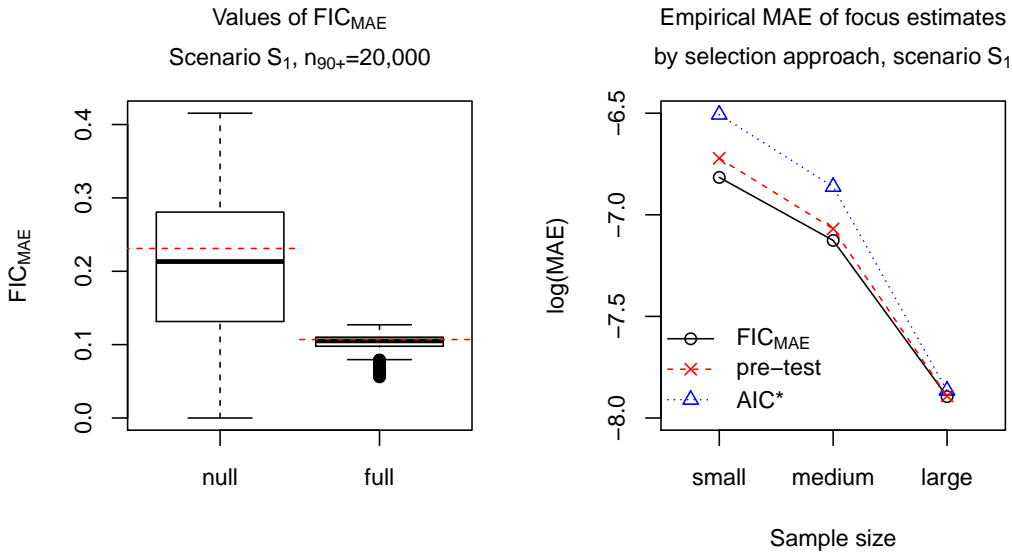 Values of FIC_MAE
Scenario S_1, n_90+=20,000
FIC_MAE
0.4
0.3
0.2
0.1
0.0
null
full
Empirical MAE of focus estimates
by selection approach, scenario S_1
log(MAE)
−6.5
−7.0
−7.5
−8.0
FIC_MAE
pre−test
AIC*
small
medium
large
Sample size